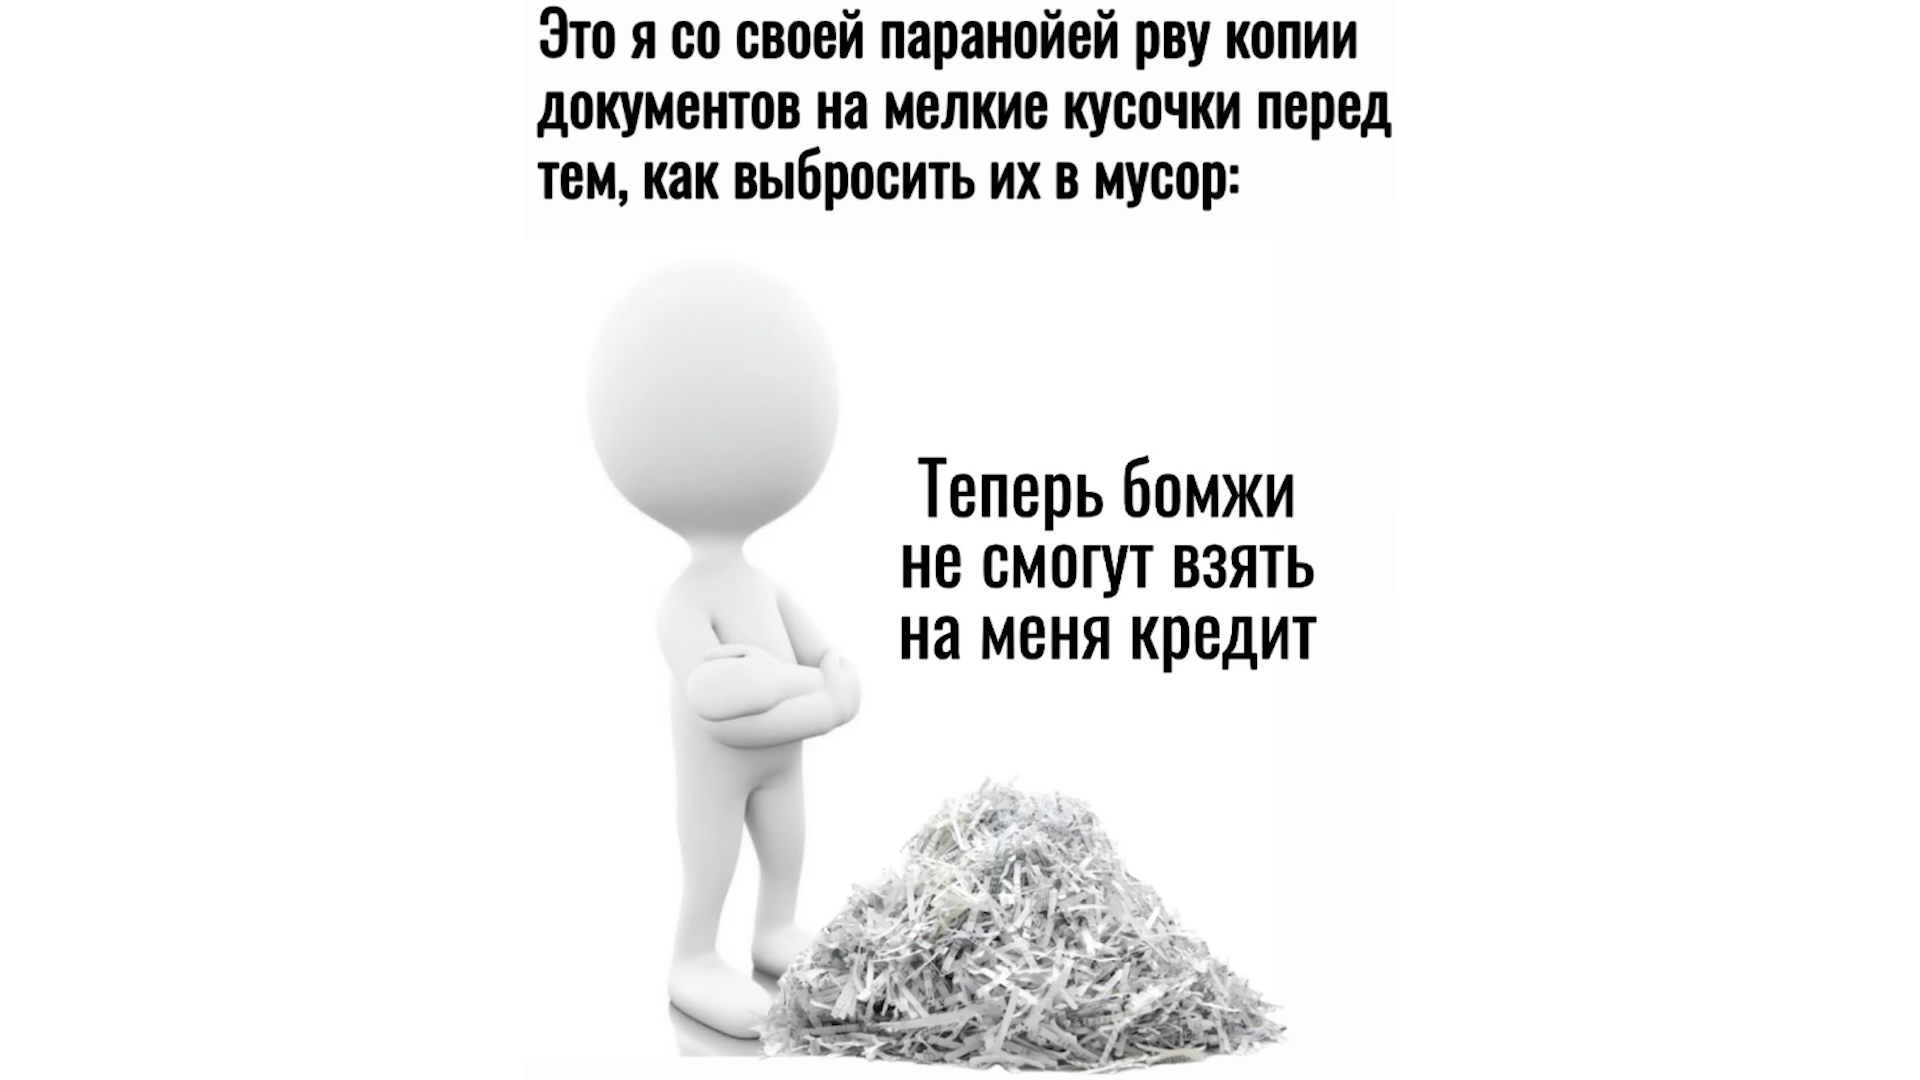 Это я со своей паранойей рву копии
документов на мелкие кусочки перед
тем, как выбросить их в мусор:
Теперь бомжи
не смогут взять
на меня кредит